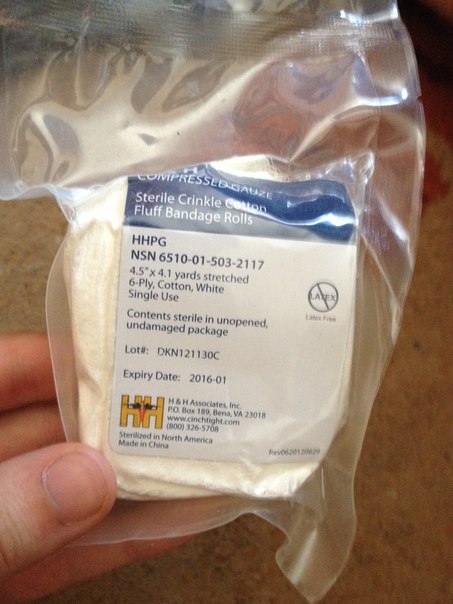 COMPRESSED GAUZE
Sterile Crinkle Cotton
Fluff Bandage Rolls
HHPG
NSN 6510-01-503-2117
4.5" x 4.1 yards stretched
6-Ply, Cotton, White
Single Use
LATEX
Latex Free
Contents sterile in unopened,
undamaged package
Lot#: DKN121130C
Expiry Date: 2016-01
HH
H & H Associates, Inc.
P.O. Box 189, Bena, VA 23018
www.cinchtight.com
(800) 326-5708
Sterilized in North America
Made in China
Rev0620120629